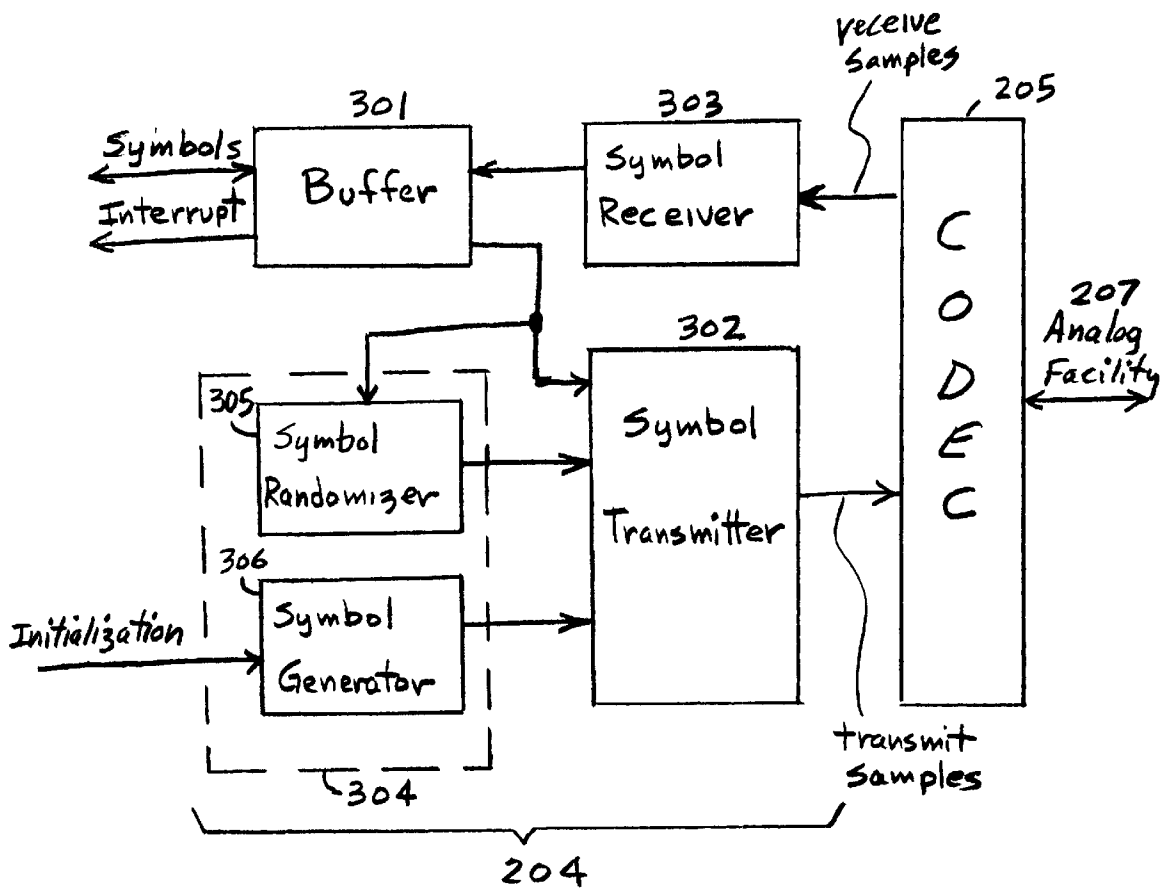 receive
samples
301
303
205
Symbols
Interrupt
Buffer
Symbol
Receiver
CODEC
207
Analog
Facility
302
305
Symbol
Randomizer
Symbol
Transmitter
306
Initialization
Symbol
Generator
transmit
samples
304
204